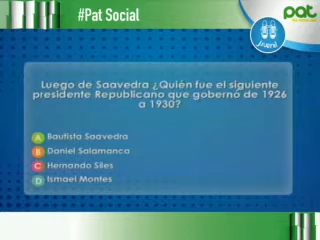 #Pat Social
pat
Juvenil
Luego de Saavedra ¿Quién fue el siguiente
presidente Republicano que gobernó de 1926
a 1930?
A Bautista Saavedra
B Daniel Salamanca
C Hernando Siles
D Ismael Montes